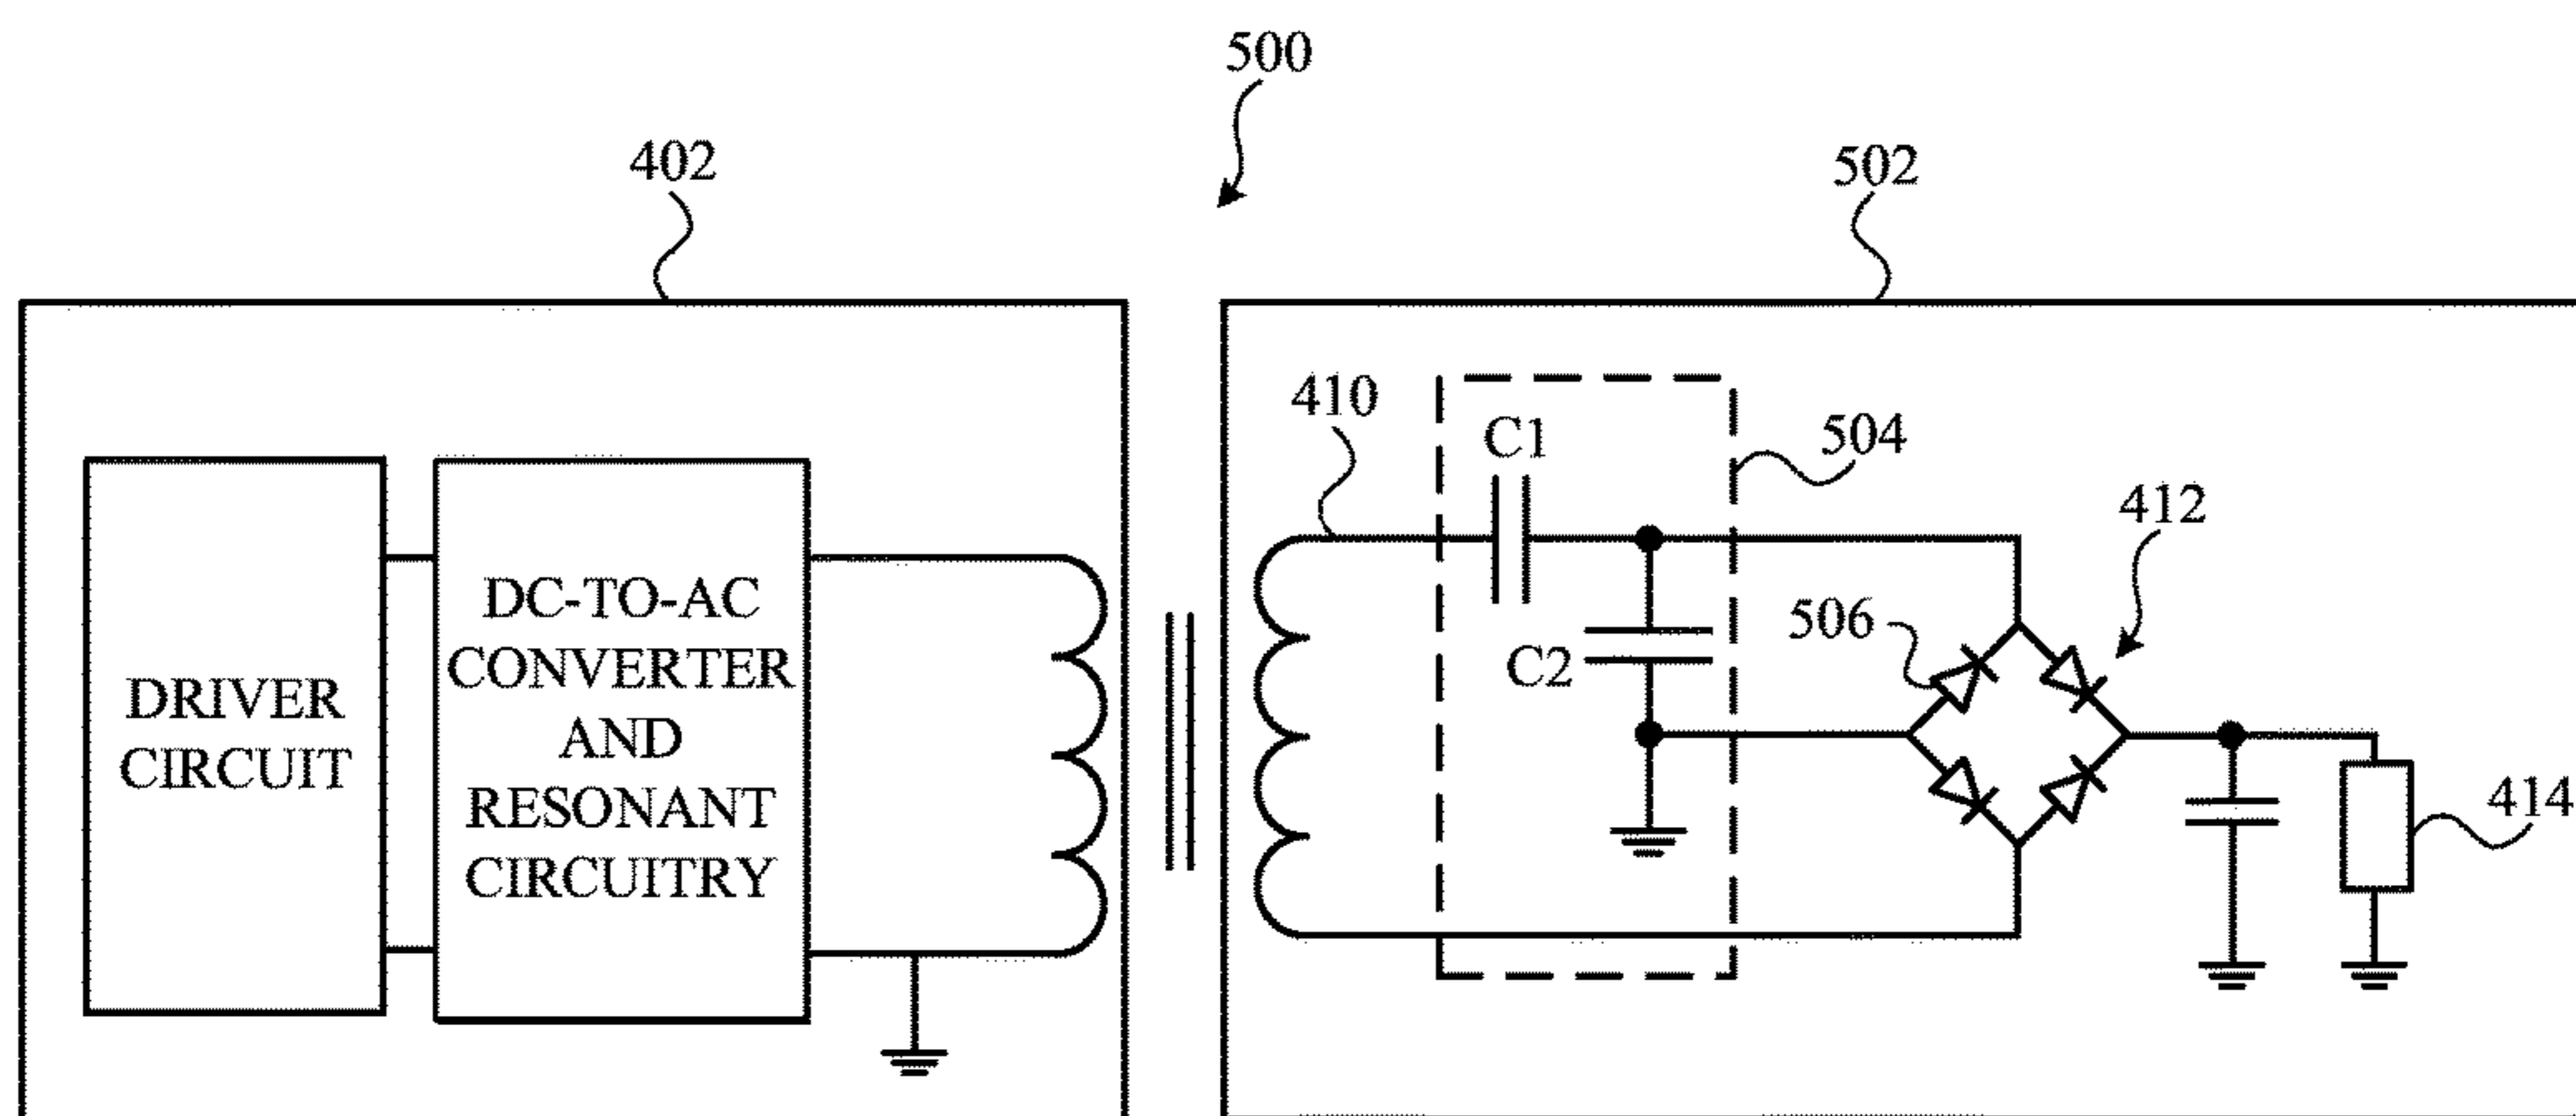 500
402
502
410
C1
504
412
506
C2
DRIVER
CIRCUIT
DC-TO-AC
CONVERTER
AND
RESONANT
CIRCUITRY
414